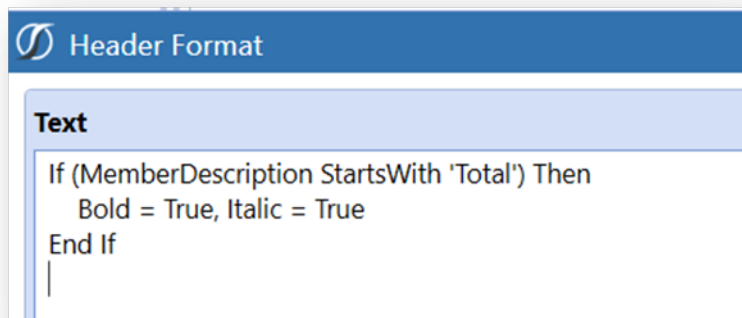 Header Format
Text
If (MemberDescription StartsWith 'Total') Then
Bold = True, Italic = True
End If